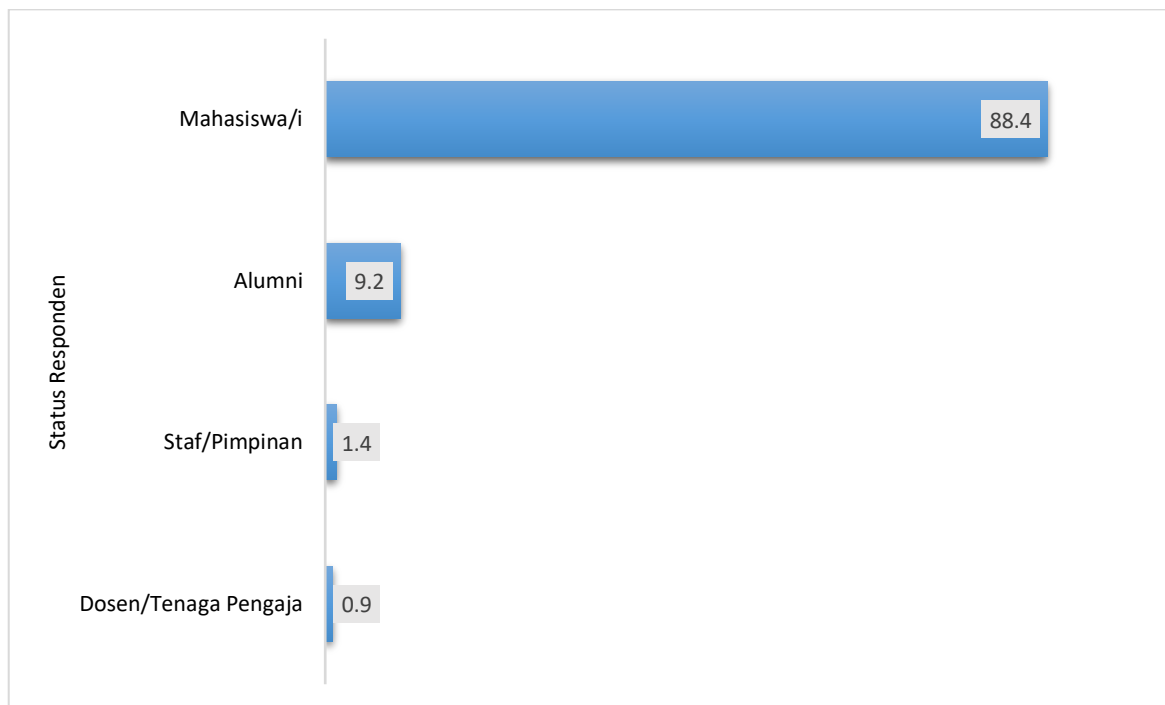 Status Responden
Mahasiswa/i
88.4
Alumni
9.2
Staf/Pimpinan
1.4
Dosen/Tenaga Pengaja
0.9